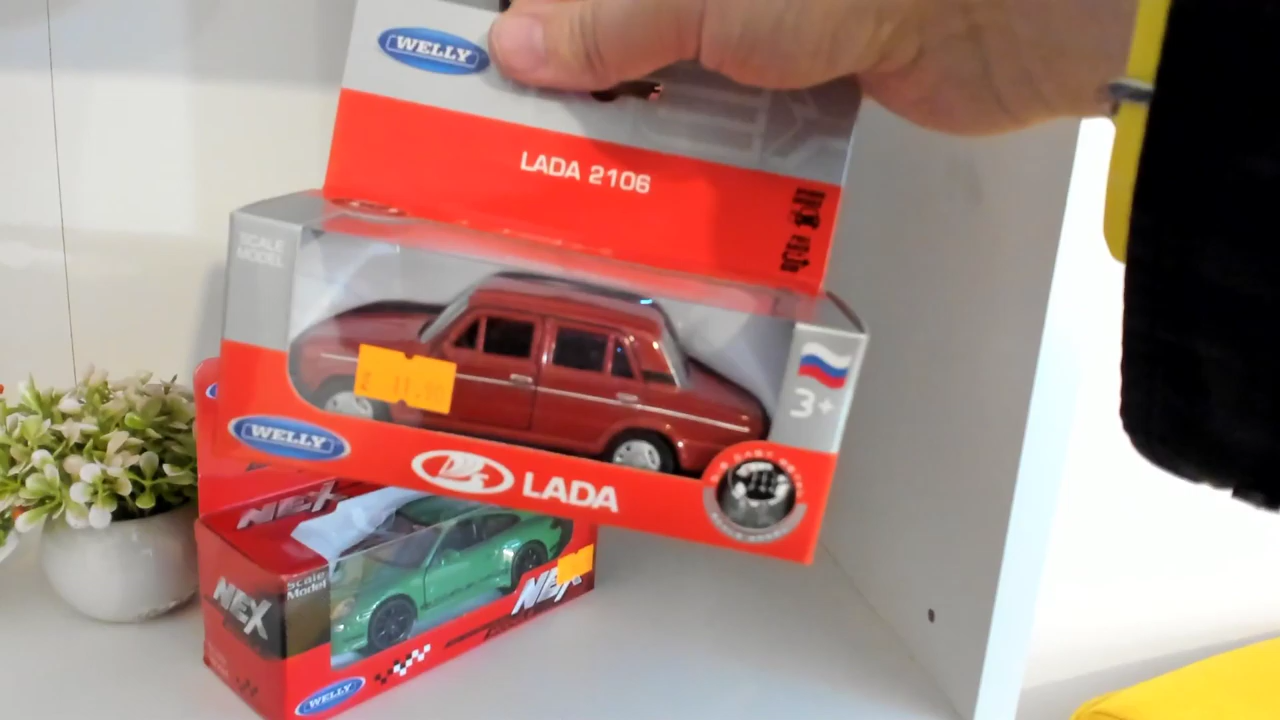 WELLY
LADA 2106
SCALE
MODEL
3+
WELLY
LADA
NEX
Scale
Model
NEX
NEX
WELLY